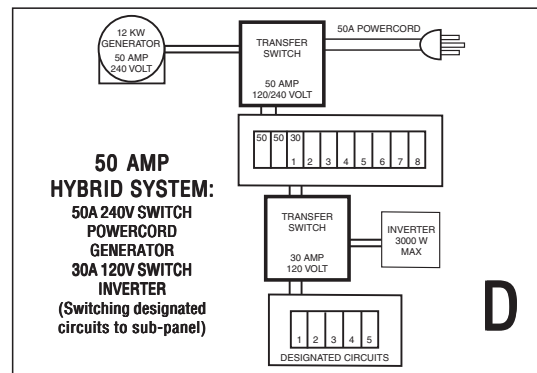 12 KW
GENERATOR
50 AMP
240 VOLT
TRANSFER
SWITCH
50 AMP
120/240 VOLT
50A POWERCORD
50 50 30
1 2 3 4 5 6 7 8
50 AMP
HYBRID SYSTEM:
50A 240V SWITCH
POWERCORD
GENERATOR
30A 120V SWITCH
INVERTER
(Switching designated
circuits to sub-panel)
TRANSFER
SWITCH
30 AMP
120 VOLT
INVERTER
3000 W
MAX
1 2 3 4 5
DESIGNATED CIRCUITS
D